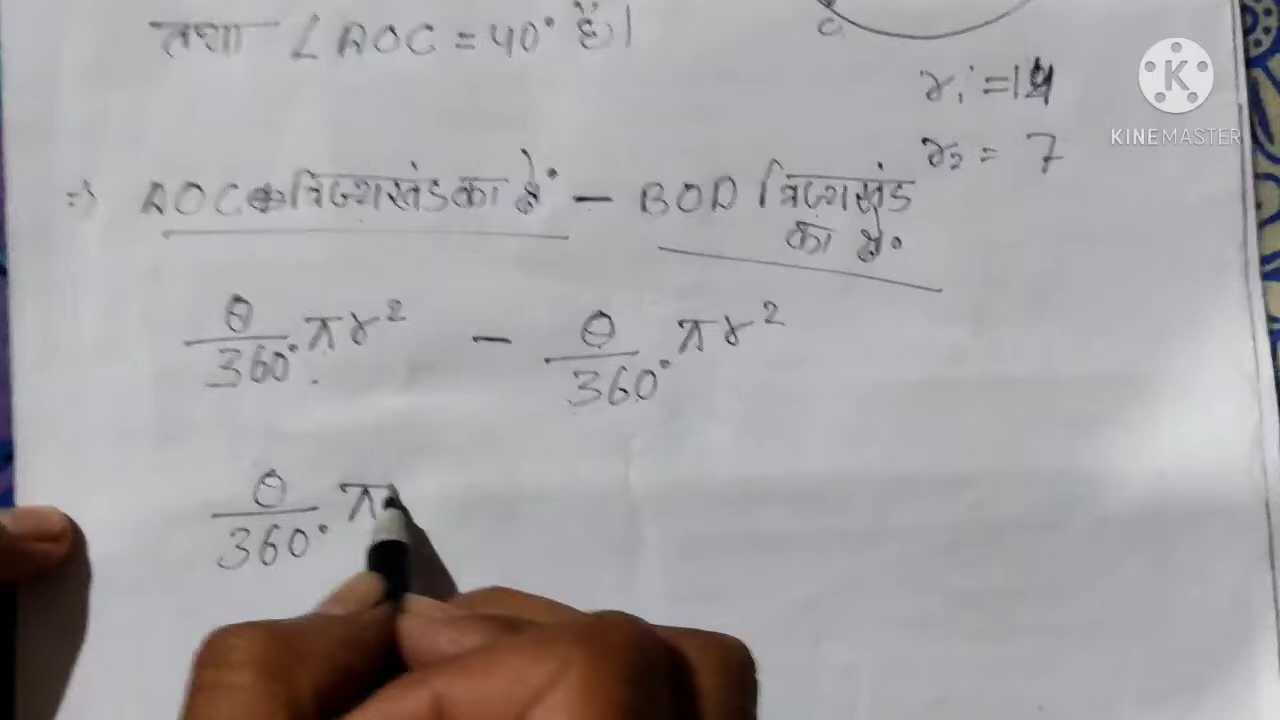 तथा ∠AOC = 40° है।
C
r₁ = 14
r₂ = 7
KINEMASTER
⇒ AOC त्रिज्यखंड का क्षे॰ — BOD त्रिज्यखंड
का क्षे॰
θ/360° πr² — θ/360° πr²
θ/360° π